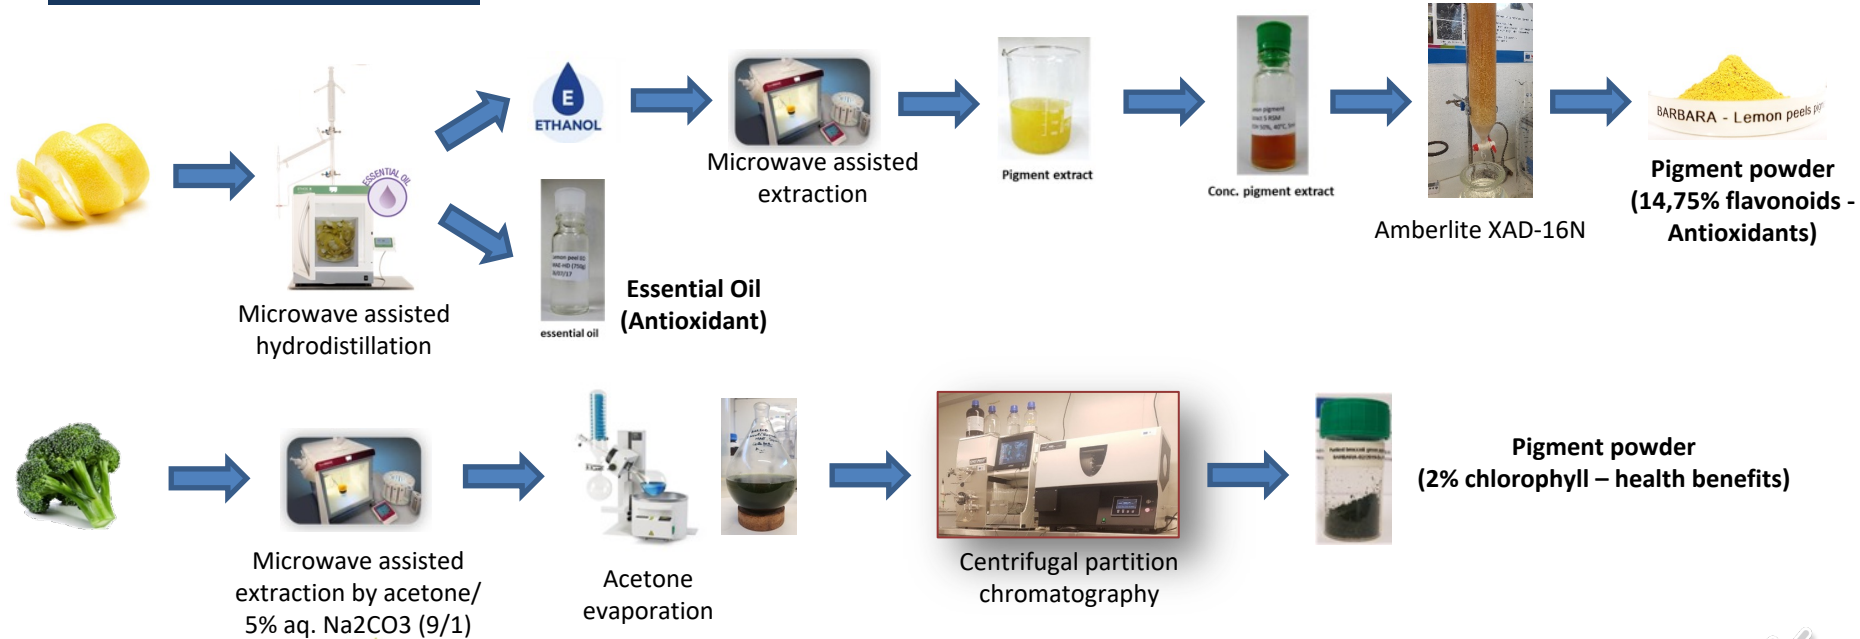 ESSENTIAL OIL
Microwave assisted
hydrodistillation
E
ETHANOL
essential oil
Essential Oil
(Antioxidant)
Microwave assisted
extraction
Pigment extract
Conc. pigment extract
Amberlite XAD-16N
BARBARA - Lemon peels
Pigment powder
(14,75% flavonoids -
Antioxidants)
Microwave assisted
extraction by acetone/
5% aq. Na2CO3 (9/1)
Acetone
evaporation
Centrifugal partition
chromatography
Pigment powder
(2% chlorophyll – health benefits)